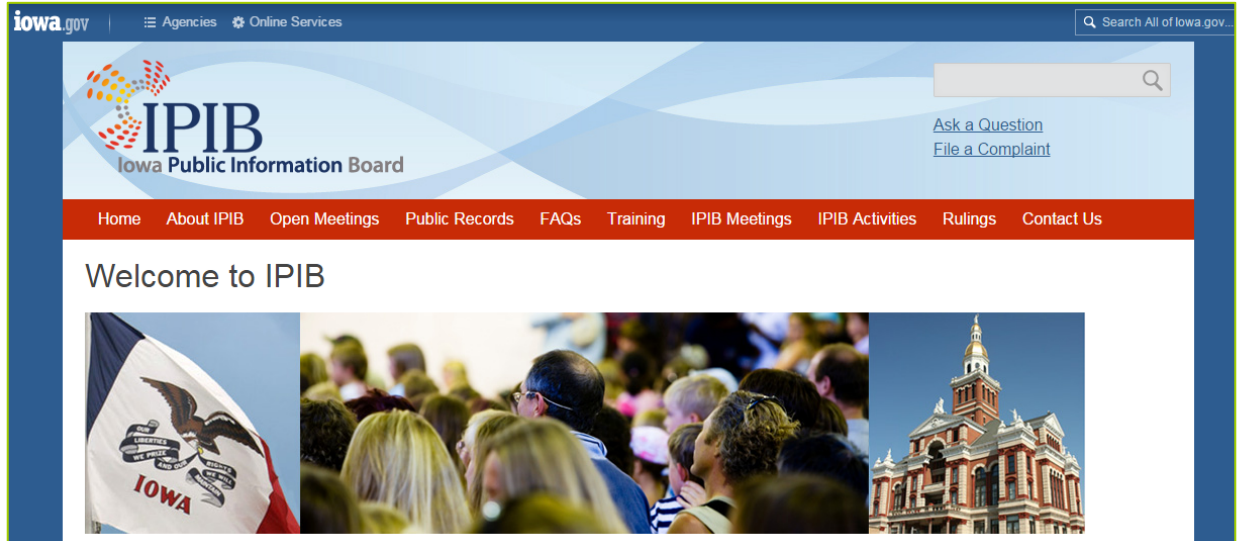 iowa.gov Agencies Online Services Search All of Iowa.gov...
IPIB
Iowa Public Information Board
Ask a Question
File a Complaint
Home About IPIB Open Meetings Public Records FAQs Training IPIB Meetings IPIB Activities Rulings Contact Us
Welcome to IPIB
OUR
LIBERTIES
WE PRIZE
AND OUR
RIGHTS
WE WILL
MAINTAIN
IOWA